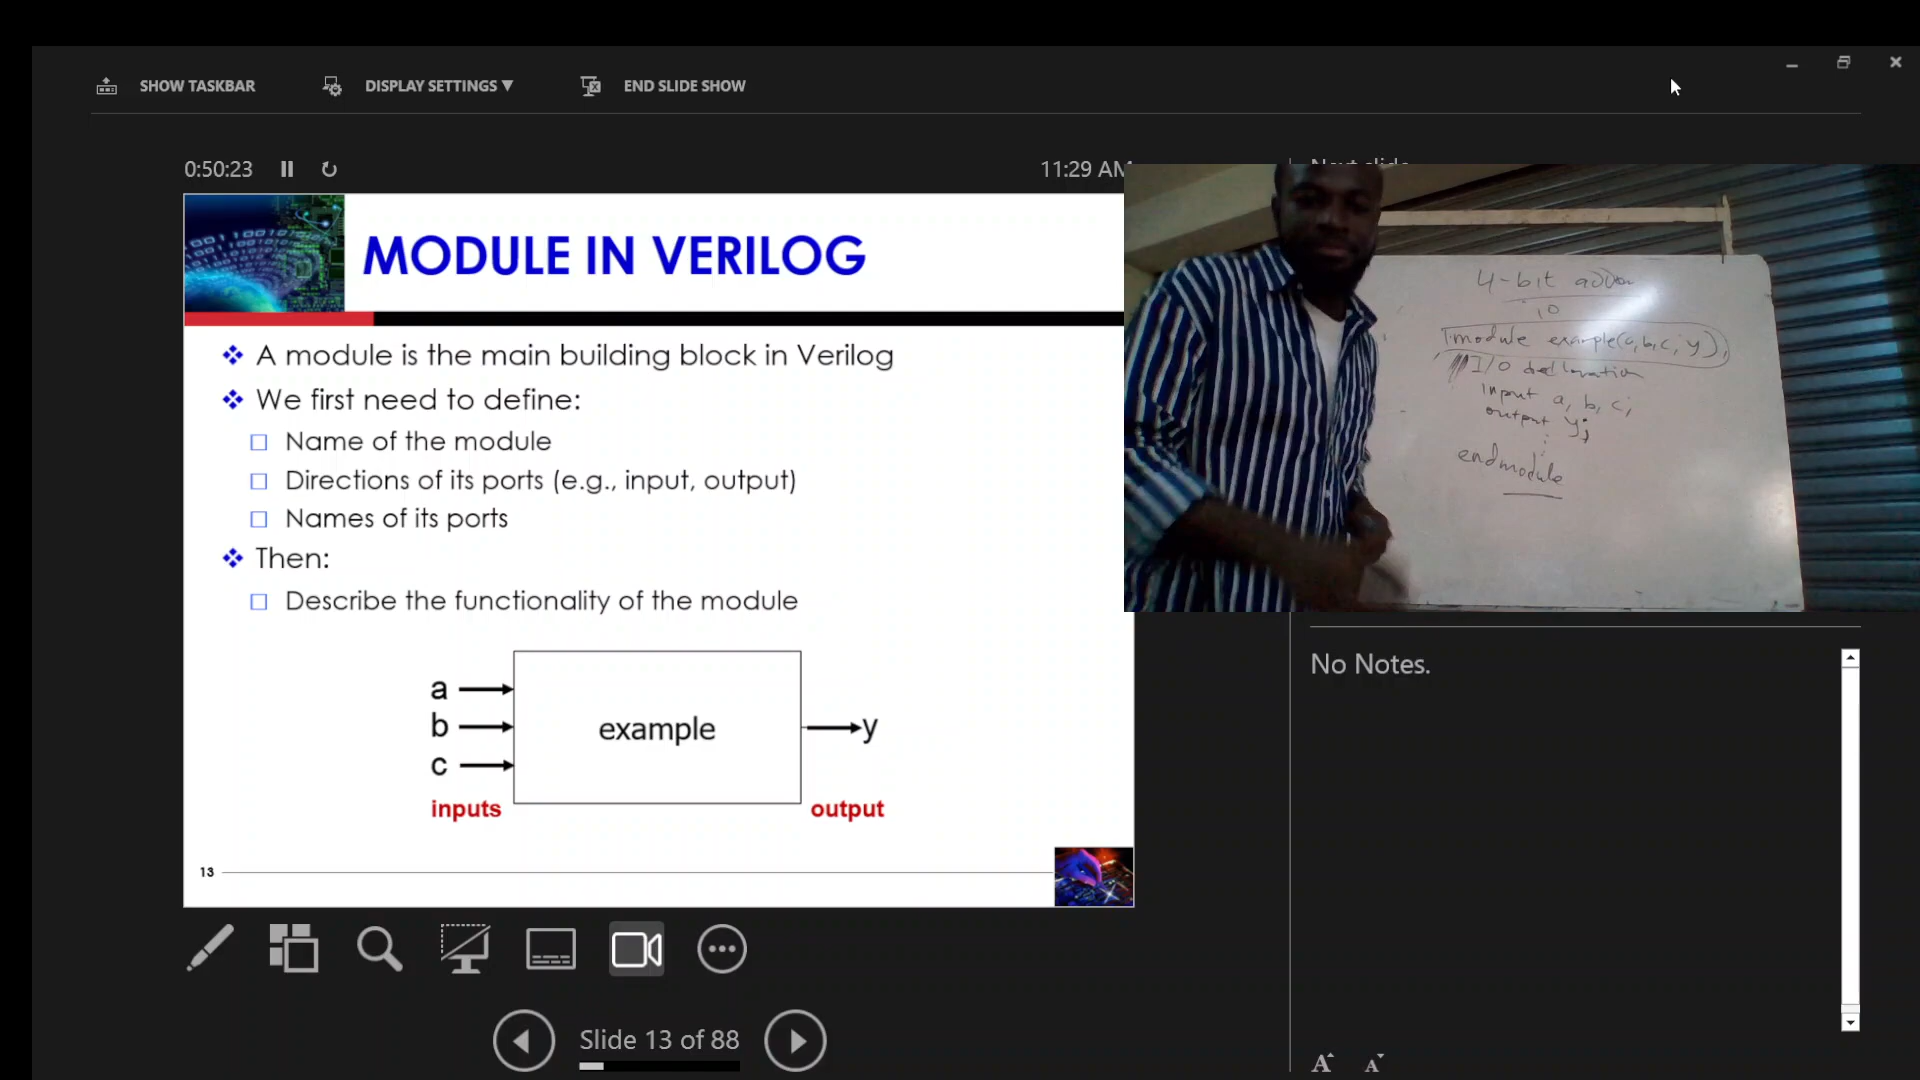 SHOW TASKBAR DISPLAY SETTINGS ▼ END SLIDE SHOW
0:50:23 11:29 AM
Next slide
MODULE IN VERILOG
A module is the main building block in Verilog
We first need to define:
Name of the module
Directions of its ports (e.g., input, output)
Names of its ports
Then:
Describe the functionality of the module
a
b
c
example
y
inputs
output
13
4-bit adder
module example(a,b,c, y);
I/O declaration
input a, b, c;
output y;
endmodule
No Notes.
Slide 13 of 88
A A